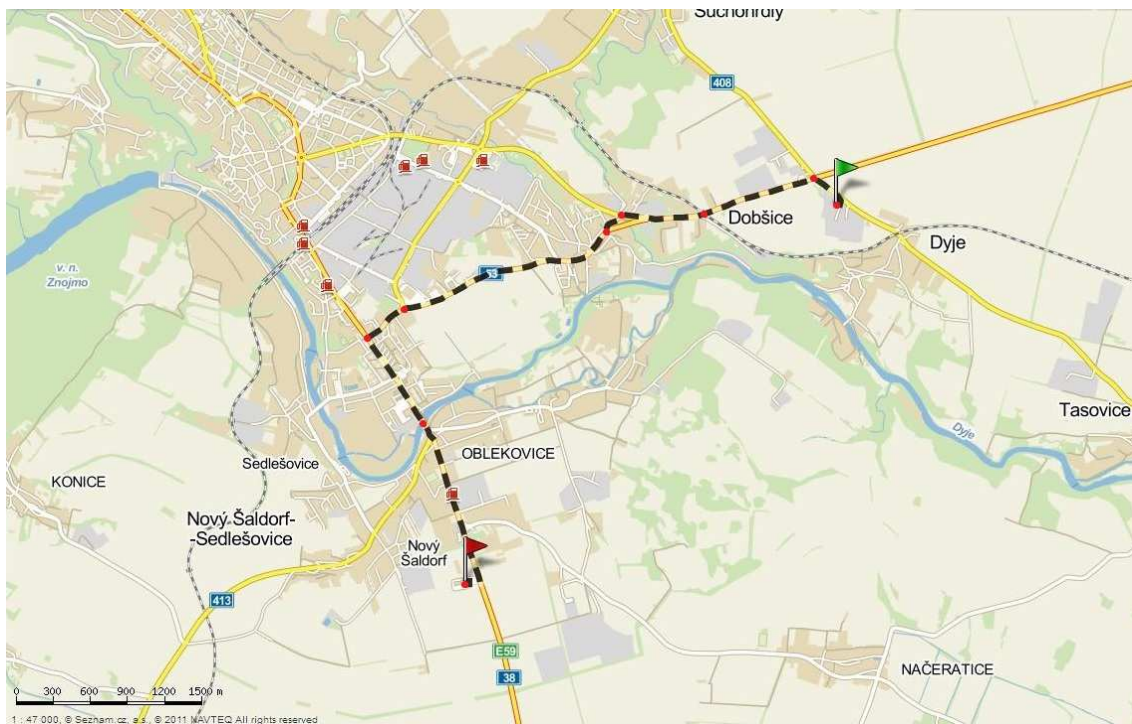 Suchohrdly
408
Dobšice
Dyje
v. n.
Znojmo
53
Tasovice
Dyje
OBLEKOVICE
Sedlešovice
KONICE
Nový Šaldorf-
-Sedlešovice
Nový
Šaldorf
413
E59
38
NAČERATICE
0 300 600 900 1200 1500 m
1 : 47 000, © Seznam.cz, a.s., © 2011 NAVTEQ All rights reserved